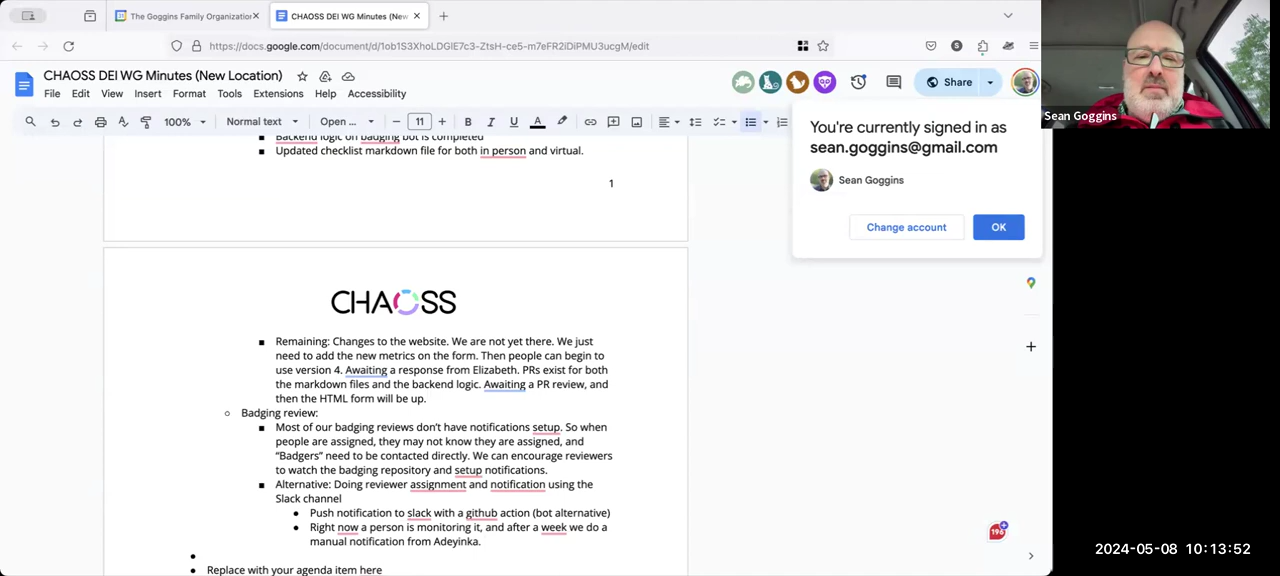 The Goggins Family Organization
CHAOSS DEI WG Minutes (New
https://docs.google.com/document/d/1ob1S3XhoLDGIE7c3-ZtsH-ce5-m7eFR2iDiPMU3ucgM/edit
CHAOSS DEI WG Minutes (New Location)
File Edit View Insert Format Tools Extensions Help Accessibility
Share
100% Normal text Open ... 11 B I U A
Backend logic on badging bot is completed
Updated checklist markdown file for both in person and virtual.
1
CHAOSS
Remaining: Changes to the website. We are not yet there. We just
need to add the new metrics on the form. Then people can begin to
use version 4. Awaiting a response from Elizabeth. PRs exist for both
the markdown files and the backend logic. Awaiting a PR review, and
then the HTML form will be up.
Badging review:
Most of our badging reviews don't have notifications setup. So when
people are assigned, they may not know they are assigned, and
“Badgers” need to be contacted directly. We can encourage reviewers
to watch the badging repository and setup notifications.
Alternative: Doing reviewer assignment and notification using the
Slack channel
Push notification to slack with a github action (bot alternative)
Right now a person is monitoring it, and after a week we do a
manual notification from Adeyinka.
Replace with your agenda item here
You're currently signed in as
sean.goggins@gmail.com
Sean Goggins
Change account OK
Sean Goggins
196
2024-05-08 10:13:52